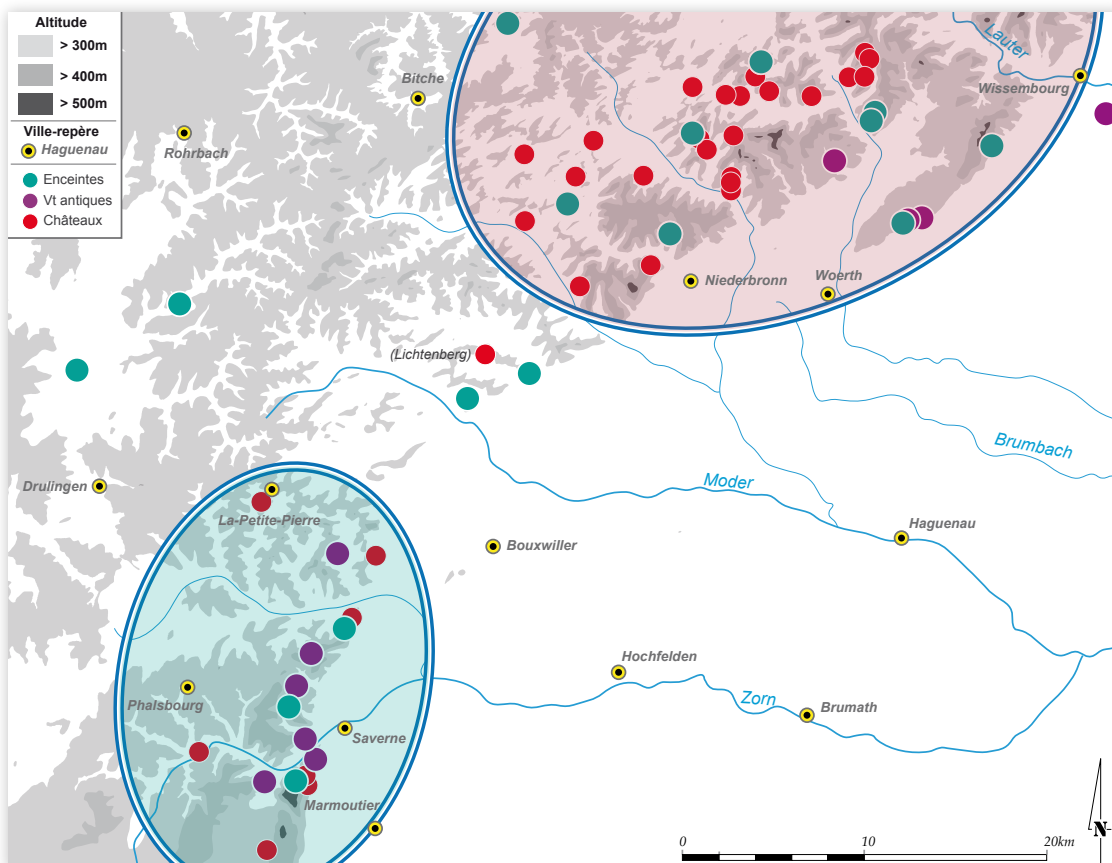 Altitude
> 300m
> 400m
> 500m
Ville-repère
Haguenau
Enceintes
Vt antiques
Châteaux
Lauter
Bitche
Wissembourg
Rohrbach
Niederbronn
Woerth
(Lichtenberg)
Brumbach
Drulingen
Moder
La-Petite-Pierre
Haguenau
Bouxwiller
Hochfelden
Phalsbourg
Zorn
Brumath
Saverne
Marmoutier
N
0 10 20km